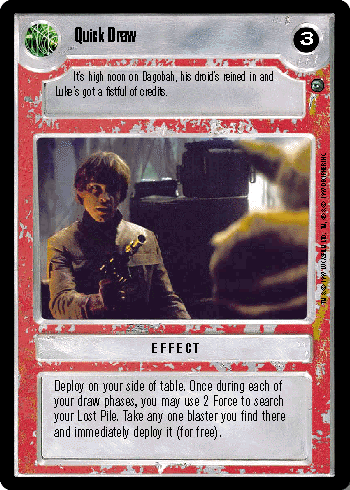 Quick Draw
3
It's high noon on Dagobah, his droid's reined in and
Luke's got a fistful of credits.
EFFECT
Deploy on your side of table. Once during each of
your draw phases, you may use 2 Force to search
your Lost Pile. Take any one blaster you find there
and immediately deploy it (for free).